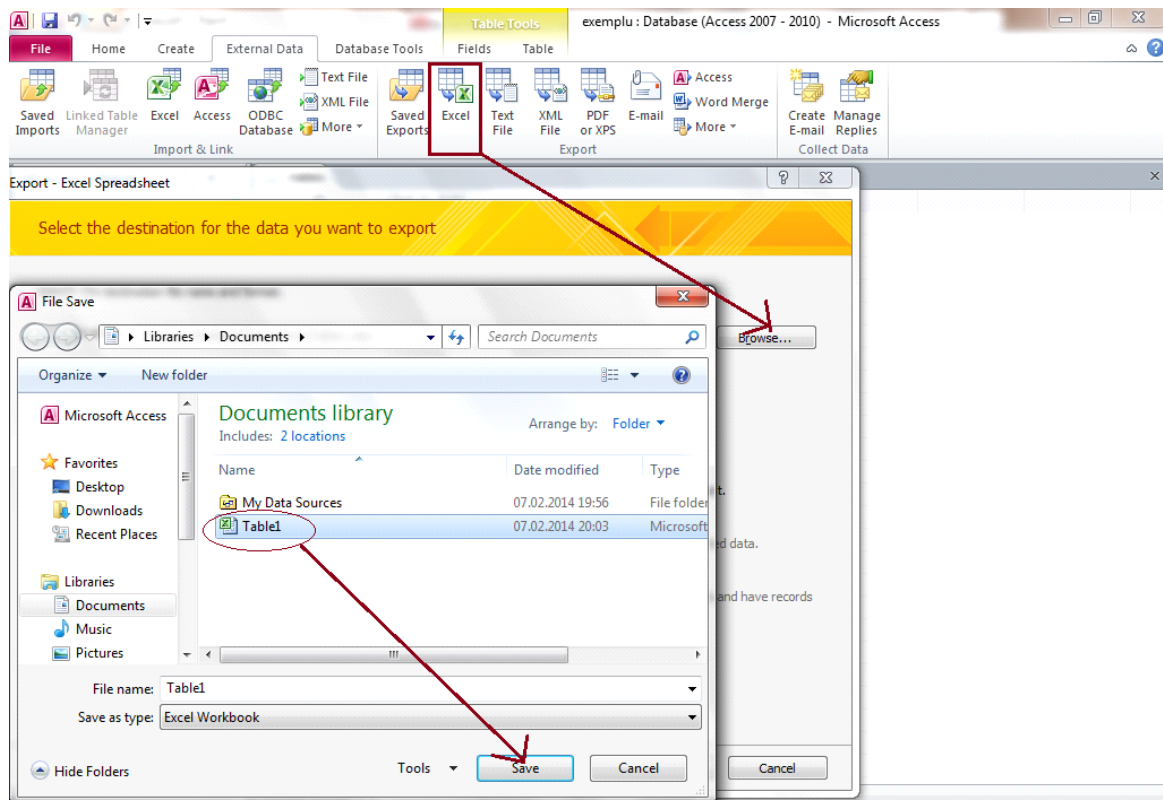 Table Tools
exemplu : Database (Access 2007 - 2010) - Microsoft Access
File Home Create External Data Database Tools Fields Table
Saved Imports
Linked Table Manager
Excel
Access
ODBC Database
Text File
XML File
More
Import & Link
Saved Exports
Excel
Text File
XML File
PDF or XPS
E-mail
Access
Word Merge
More
Export
Create E-mail
Manage Replies
Collect Data
Export - Excel Spreadsheet
Select the destination for the data you want to export
File Save
Libraries Documents
Search Documents
Browse...
Organize New folder
Microsoft Access
Favorites
Desktop
Downloads
Recent Places
Libraries
Documents
Music
Pictures
Documents library
Includes: 2 locations
Arrange by: Folder
Name Date modified Type
My Data Sources 07.02.2014 19:56 File folder
Table1 07.02.2014 20:03 Microsoft
t.
ed data.
and have records
File name: Table1
Save as type: Excel Workbook
Hide Folders
Tools Save Cancel
Cancel